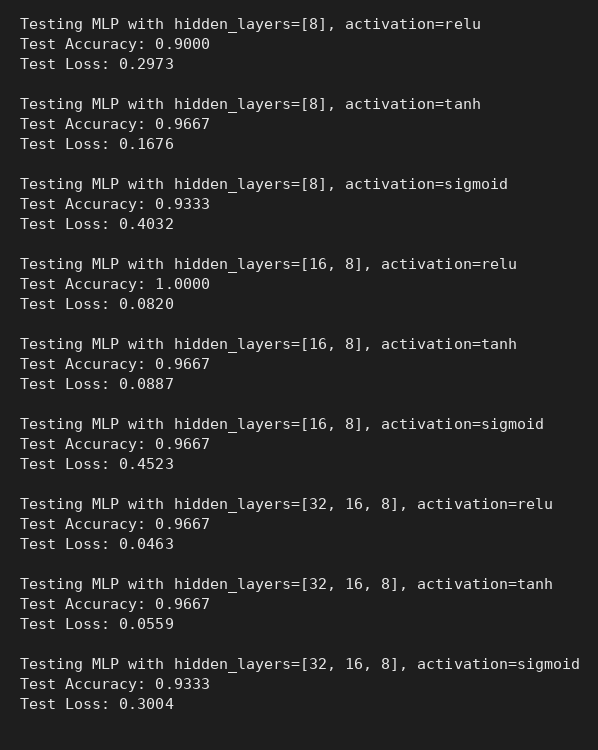 Testing MLP with hidden_layers=[8], activation=relu
Test Accuracy: 0.9000
Test Loss: 0.2973
Testing MLP with hidden_layers=[8], activation=tanh
Test Accuracy: 0.9667
Test Loss: 0.1676
Testing MLP with hidden_layers=[8], activation=sigmoid
Test Accuracy: 0.9333
Test Loss: 0.4032
Testing MLP with hidden_layers=[16, 8], activation=relu
Test Accuracy: 1.0000
Test Loss: 0.0820
Testing MLP with hidden_layers=[16, 8], activation=tanh
Test Accuracy: 0.9667
Test Loss: 0.0887
Testing MLP with hidden_layers=[16, 8], activation=sigmoid
Test Accuracy: 0.9667
Test Loss: 0.4523
Testing MLP with hidden_layers=[32, 16, 8], activation=relu
Test Accuracy: 0.9667
Test Loss: 0.0463
Testing MLP with hidden_layers=[32, 16, 8], activation=tanh
Test Accuracy: 0.9667
Test Loss: 0.0559
Testing MLP with hidden_layers=[32, 16, 8], activation=sigmoid
Test Accuracy: 0.9333
Test Loss: 0.3004